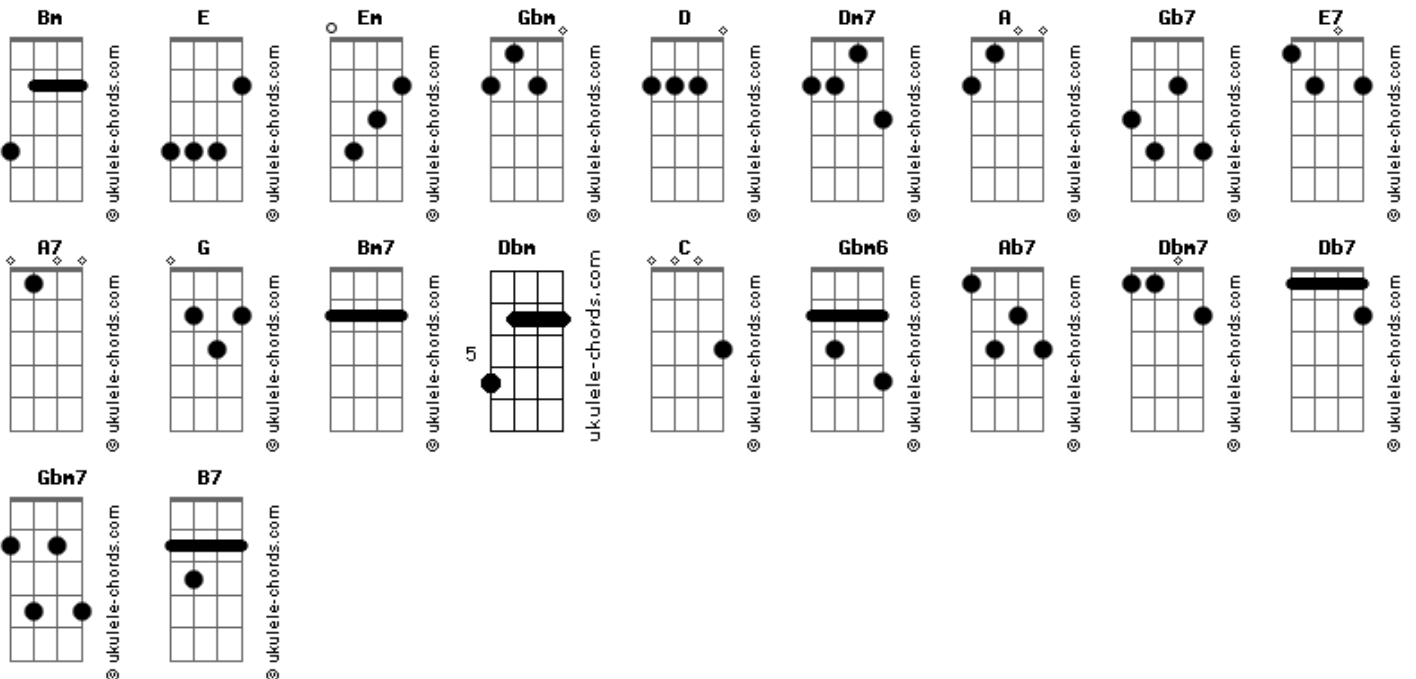 Bm E Em Gbm D Dm7 A Gb7 E7
© ukulele-chords.com © ukulele-chords.com © ukulele-chords.com © ukulele-chords.com © ukulele-chords.com © ukulele-chords.com © ukulele-chords.com © ukulele-chords.com © ukulele-chords.com
A7 G Bm7 Dbm C Gbm6 Ab7 Dbm7 Db7
5
© ukulele-chords.com © ukulele-chords.com © ukulele-chords.com ukulele-chords.com © ukulele-chords.com © ukulele-chords.com © ukulele-chords.com © ukulele-chords.com © ukulele-chords.com
Gbm7 B7
© ukulele-chords.com © ukulele-chords.com